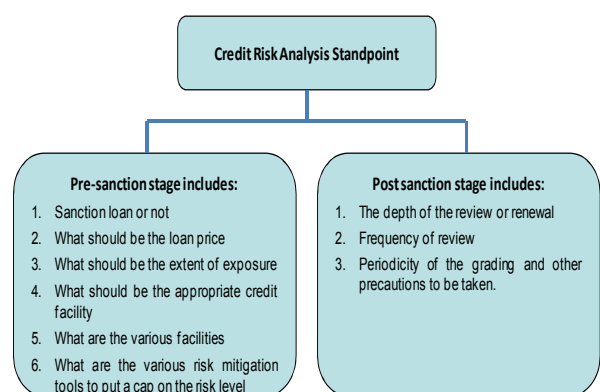 Credit Risk Analysis Standpoint
Pre-sanction stage includes:
1. Sanction loan or not
2. What should be the loan price
3. What should be the extent of exposure
4. What should be the appropriate credit
facility
5. What are the various facilities
6. What are the various risk mitigation
tools to put a cap on the risk level
Post sanction stage includes:
1. The depth of the review or renewal
2. Frequency of review
3. Periodicity of the grading and other
precautions to be taken.